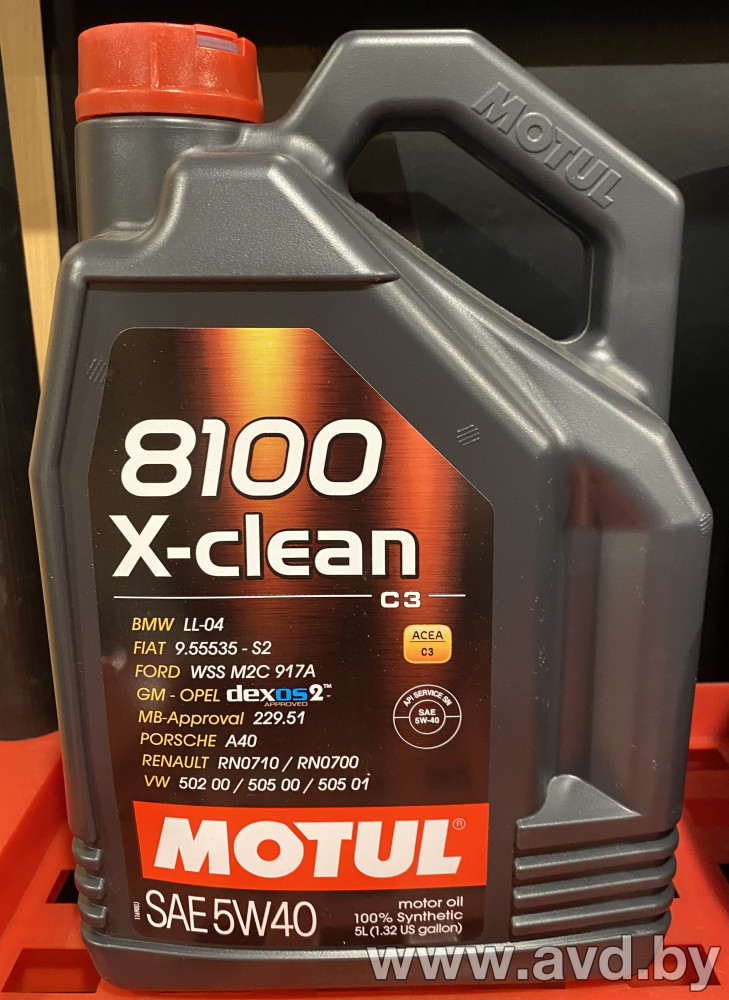 MOTUL
8100
X-clean
C3
BMW LL-04
FIAT 9.55535 - S2
FORD WSS M2C 917A
GM - OPEL dexos2™
APPROVED
MB-Approval 229.51
PORSCHE A40
RENAULT RN0710 / RN0700
VW 502 00 / 505 00 / 505 01
ACEA
C3
API SERVICE SN
SAE
5W-40
MOTUL®
SAE 5W40
motor oil
100% Synthetic
5L (1.32 US gallon)
www.avd.by